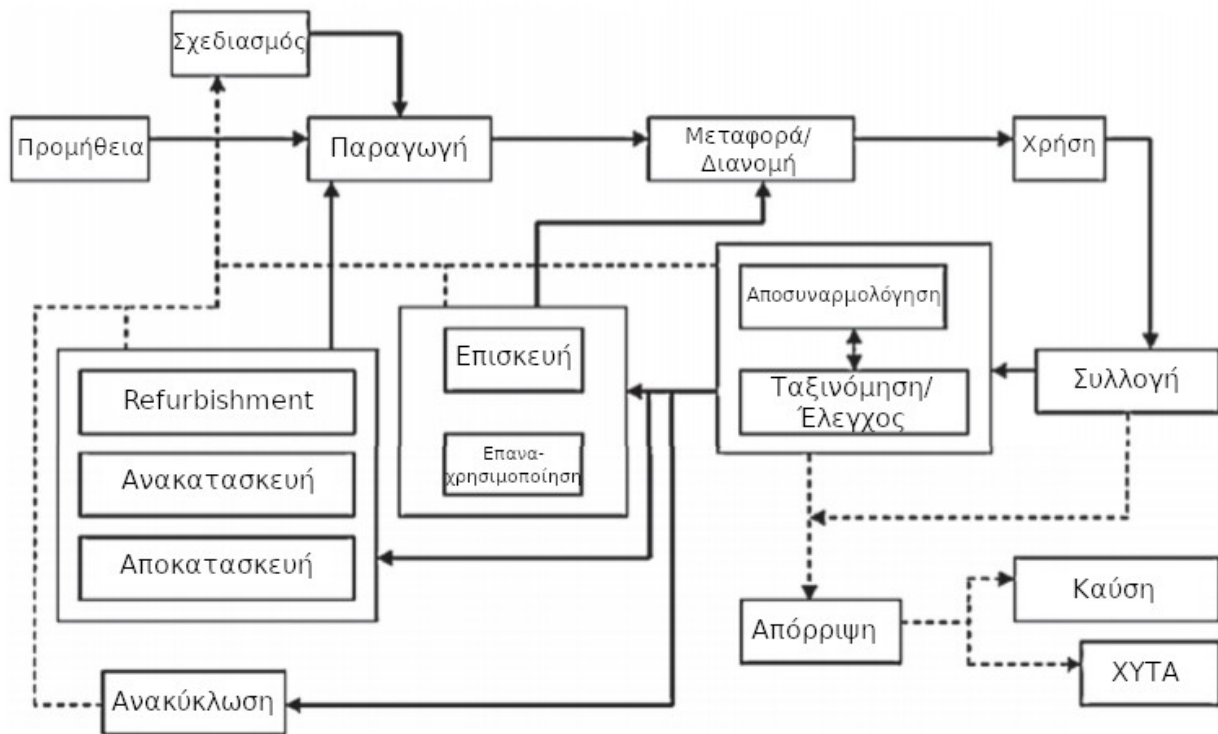 Σχεδιασμός
Προμήθεια
Παραγωγή
Μεταφορά/
Διανομή
Χρήση
Αποσυναρμολόγηση
Ταξινόμηση/
Έλεγχος
Συλλογή
Επισκευή
Επανα-
χρησιμοποίηση
Refurbishment
Ανακατασκευή
Αποκατασκευή
Απόρριψη
Καύση
ΧΥΤΑ
Ανακύκλωση